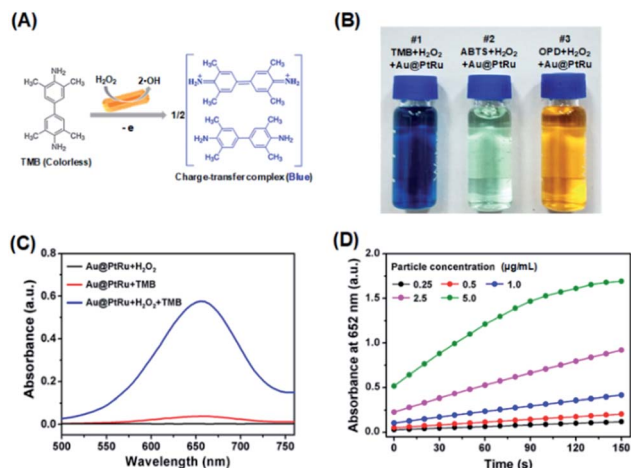 (A)
NH₂
H₃C
CH₃
H₃C
CH₃
NH₂
TMB (Colorless)
H₂O₂
2·OH
- e
1/2
H₃C
CH₃
H₂N
NH₂
H₃C
CH₃
H₃C
CH₃
H₂N
NH₂
H₃C
CH₃
Charge-transfer complex (Blue)
(B)
#1
TMB+H₂O₂
+Au@PtRu
#2
ABTS+H₂O₂
+Au@PtRu
#3
OPD+H₂O₂
+Au@PtRu
(C)
Absorbance (a.u.)
0.8
0.6
0.4
0.2
0.0
Au@PtRu+H₂O₂
Au@PtRu+TMB
Au@PtRu+H₂O₂+TMB
500 550 600 650 700 750
Wavelength (nm)
(D)
Absorbance at 652 nm (a.u.)
2.0
1.5
1.0
0.5
0.0
Particle concentration (μg/mL)
0.25 0.5 1.0
2.5 5.0
0 30 60 90 120 150
Time (s)